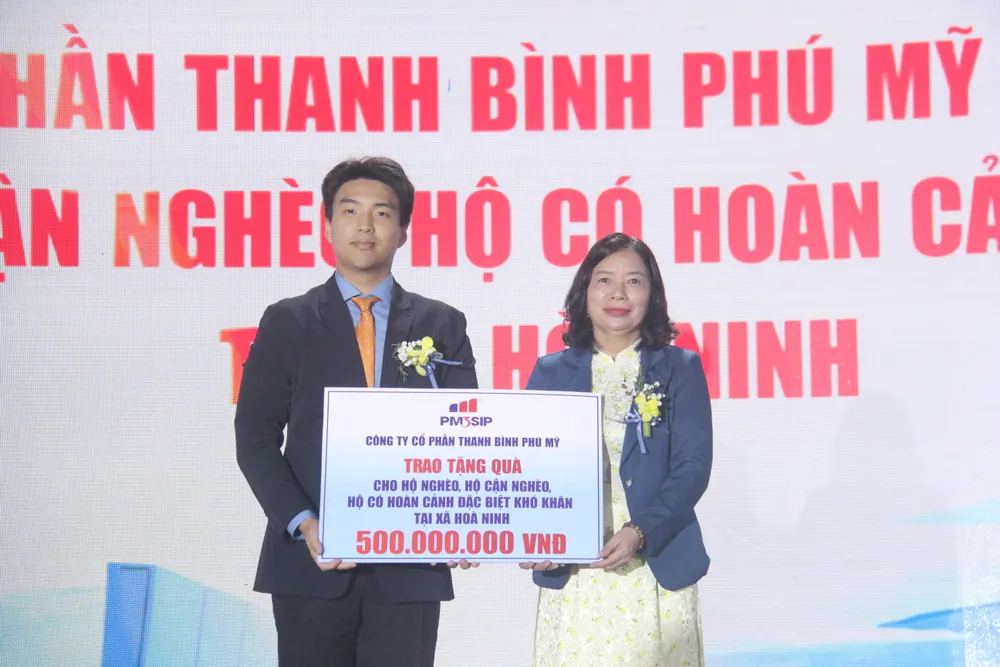 HẦN THANH BÌNH PHÚ MỸ
ẬN NGHÈO HỘ CÓ HOÀN CẢ
T HÒ NINH
PM3SIP
CÔNG TY CỔ PHẦN THANH BÌNH PHÚ MỸ
TRAO TẶNG QUÀ
CHO HỘ NGHÈO, HỘ CẬN NGHÈO,
HỘ CÓ HOÀN CẢNH ĐẶC BIỆT KHÓ KHĂN
TẠI XÃ HOÀ NINH
500.000.000 VNĐ